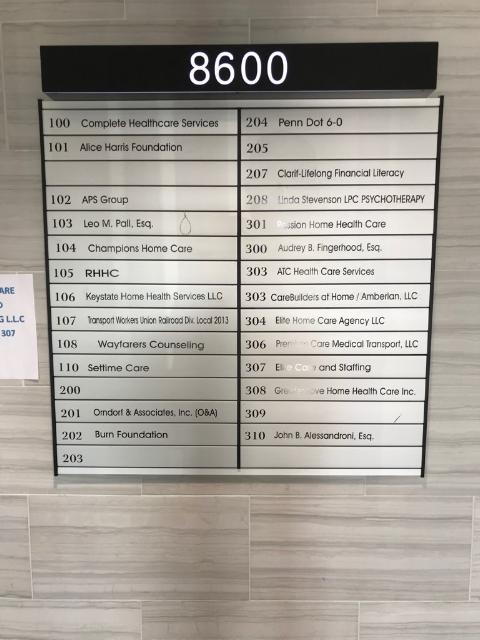 8600
100 Complete Healthcare Services
101 Alice Harris Foundation
102 APS Group
103 Leo M. Pall, Esq.
104 Champions Home Care
105 RHHC
106 Keystate Home Health Services LLC
107 Transport Workers Union Railroad Div. Local 2013
108 Wayfarers Counseling
110 Settime Care
200
201 Orndorf & Associates, Inc. (O&A)
202 Burn Foundation
203
204 Penn Dot 6-0
205
207 Clarif-Lifelong Financial Literacy
208 Linda Stevenson LPC PSYCHOTHERAPY
301 Home Health Care
300 Audrey B. Fingerhood, Esq.
303 ATC Health Care Services
303 CareBuilders at Home / Amberian, LLC
304 Elite Home Care Agency LLC
306 Care Medical Transport, LLC
307 and Staffing
308 Home Health Care Inc.
309
310 John B. Alessandroni, Esq.
ARE
G L.L.C
307